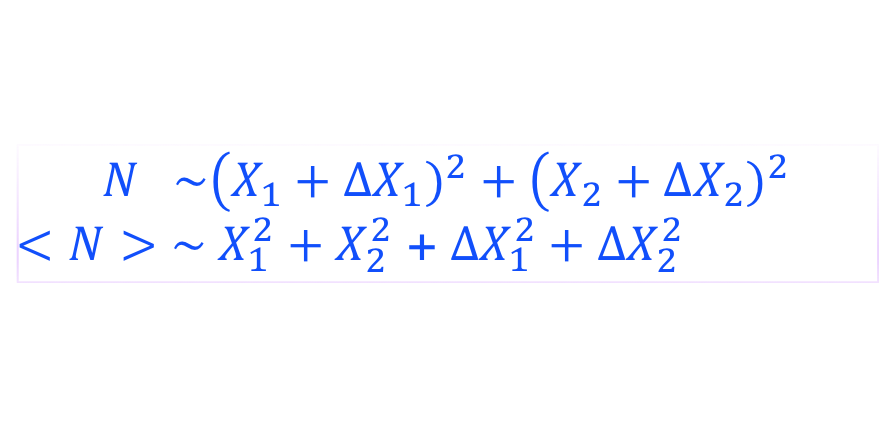 N ~(X₁ + ΔX₁)² + (X₂ + ΔX₂)²
< N > ~ X₁² + X₂² + ΔX₁² + ΔX₂²